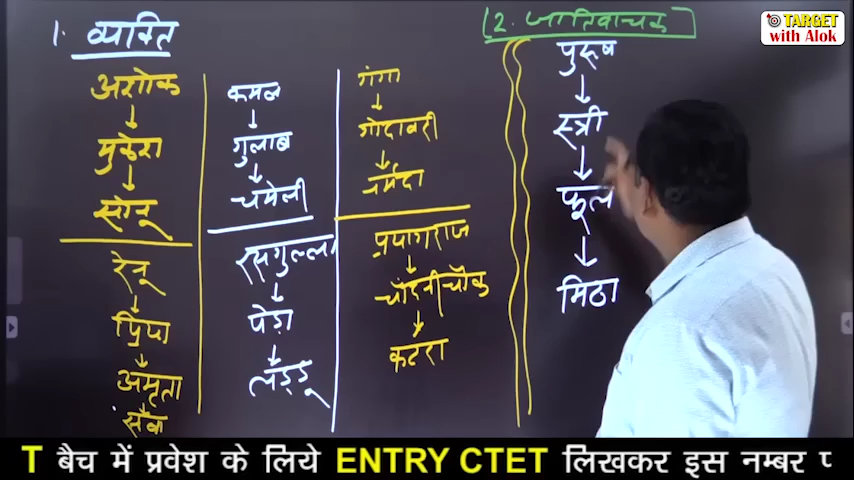 1. व्यक्ति
अशोक
मुकेश
सोनू
रेनू
प्रिया
अमृता
कमल
गुलाब
चमेली
रसगुल्ला
पेड़ा
लड्डू
गंगा
गोदावरी
नर्मदा
प्रयागराज
चाँदनी चौक
कटरा
2. जातिवाचक
पुरुष
स्त्री
फूल
मिठा
TARGET
with Alok
T बैच में प्रवेश के लिये ENTRY CTET लिखकर इस नम्बर प